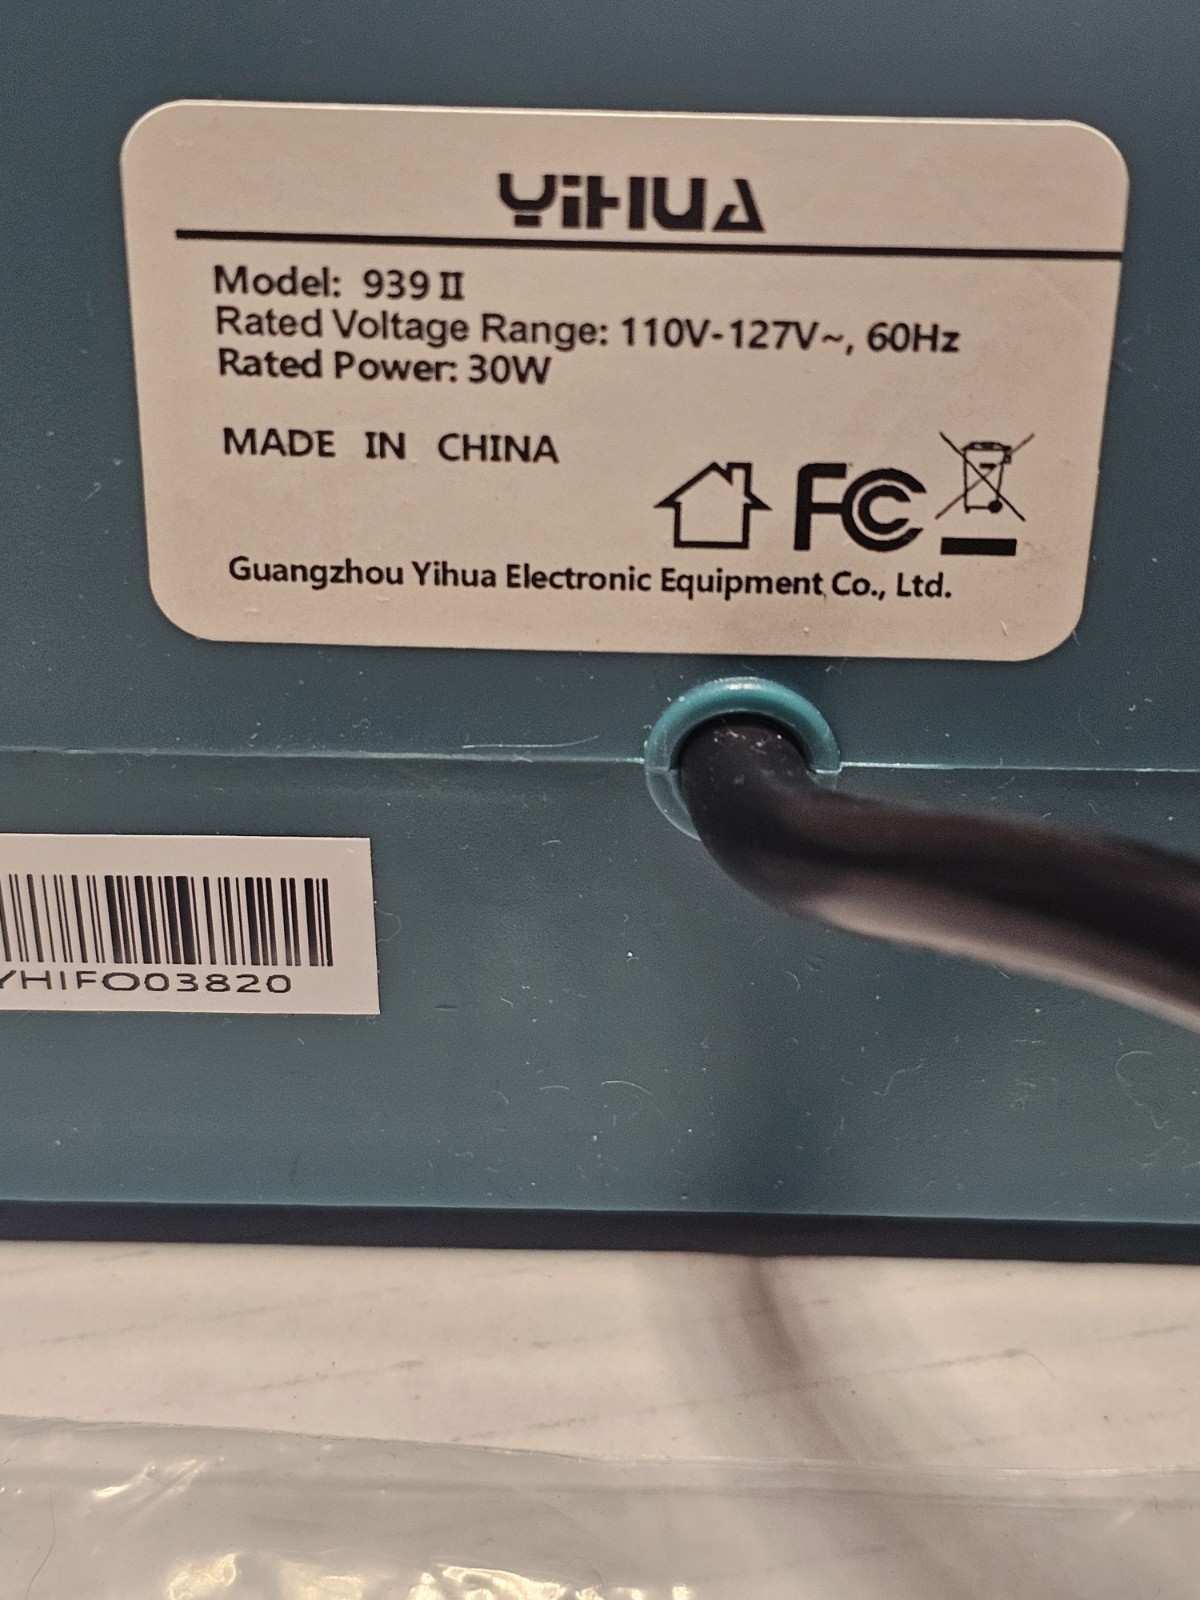 YiHUA
Model: 939 II
Rated Voltage Range: 110V-127V~, 60Hz
Rated Power: 30W
MADE IN CHINA
FC
Guangzhou Yihua Electronic Equipment Co., Ltd.
YHIFO03820